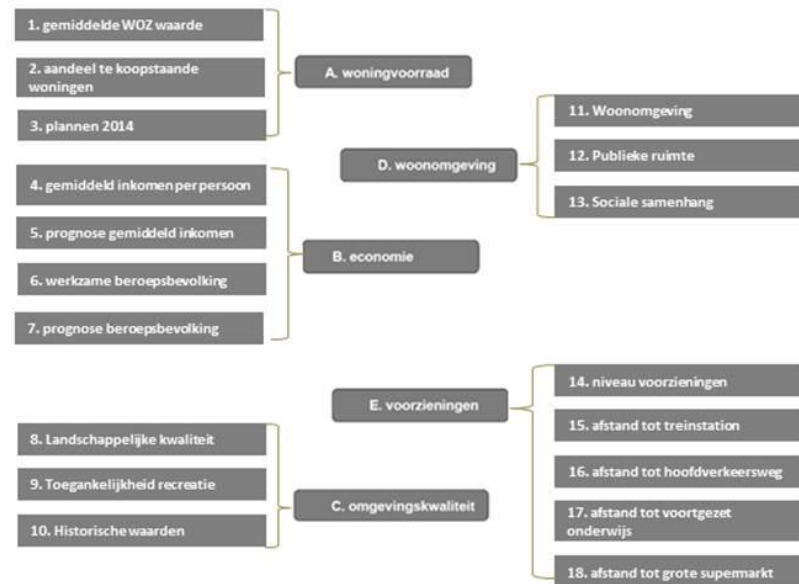 1. gemiddelde WOZ waarde
2. aandeel te koopstaande
woningen
3. plannen 2014
A. woningvoorraad
4. gemiddeld inkomen per persoon
5. prognose gemiddeld inkomen
6. werkzame beroepsbevolking
7. prognose beroepsbevolking
B. economie
8. Landschappelijke kwaliteit
9. Toegankelijkheid recreatie
10. Historische waarden
C. omgevingskwaliteit
D. woonomgeving
11. Woonomgeving
12. Publieke ruimte
13. Sociale samenhang
E. voorzieningen
14. niveau voorzieningen
15. afstand tot treinstation
16. afstand tot hoofdverkeersweg
17. afstand tot voortgezet
onderwijs
18. afstand tot grote supermarkt